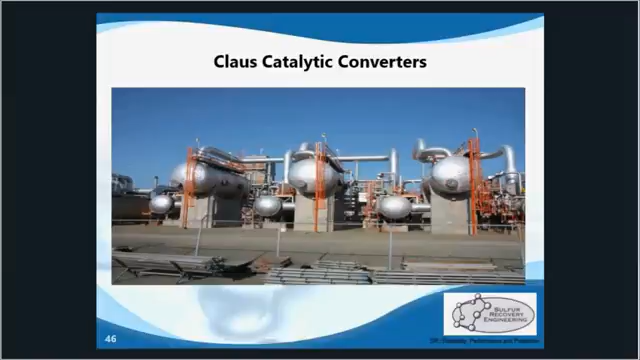 Claus Catalytic Converters
SULFUR
RECOVERY
ENGINEERING
46